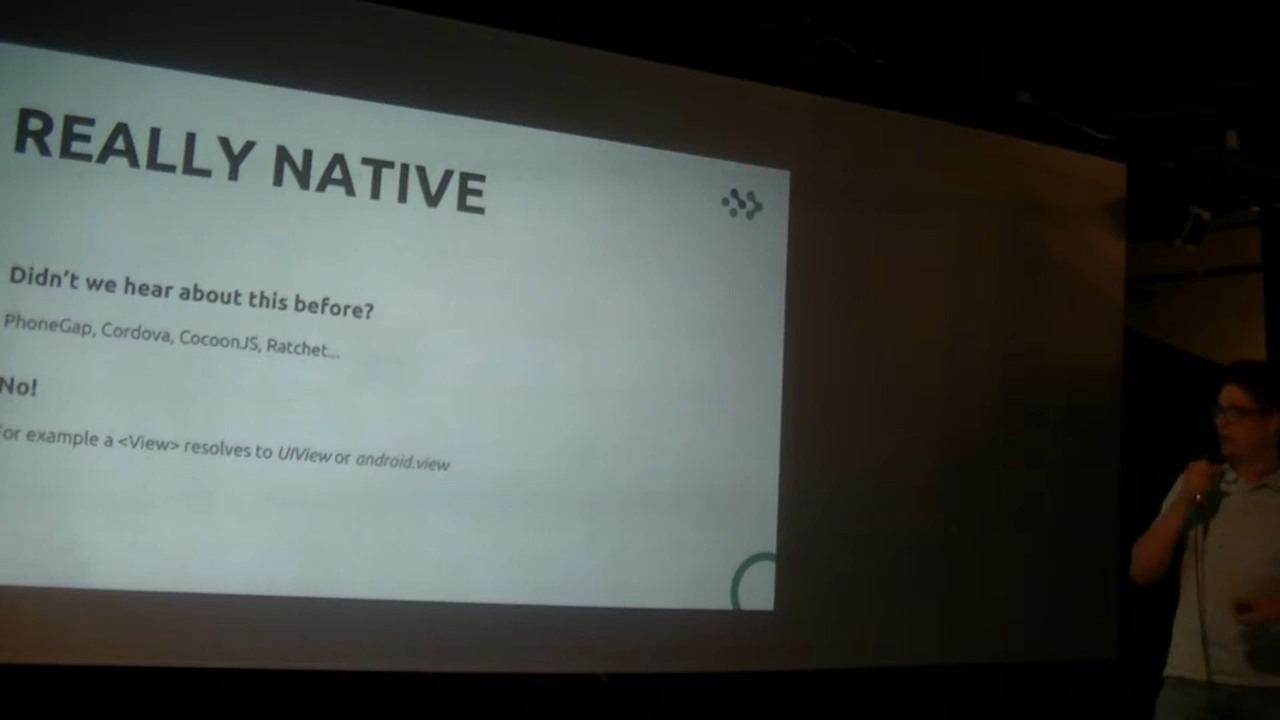 REALLY NATIVE
Didn't we hear about this before?
PhoneGap, Cordova, CocoonJS, Ratchet...
No!
For example a <View> resolves to UIView or android.view